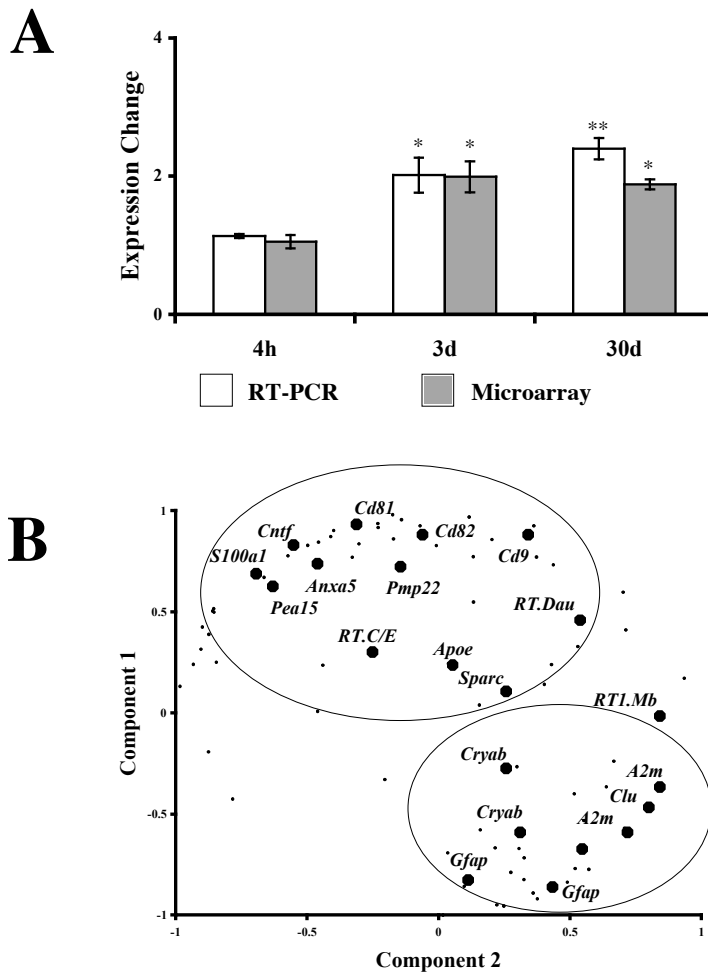 A
Expression Change
4
2
0
* * ** *
4h 3d 30d
RT-PCR Microarray
B
Component 1
1
0.5
0
-0.5
-1
Cd81
Cntf Cd82
S100a1 Cd9
Anxa5 Pmp22
Pea15
RT.Dau
RT.C/E Apoe
Sparc
RT1.Mb
Cryab A2m
Clu
Cryab A2m
Gfap
Gfap
-1 -0.5 0 0.5 1
Component 2